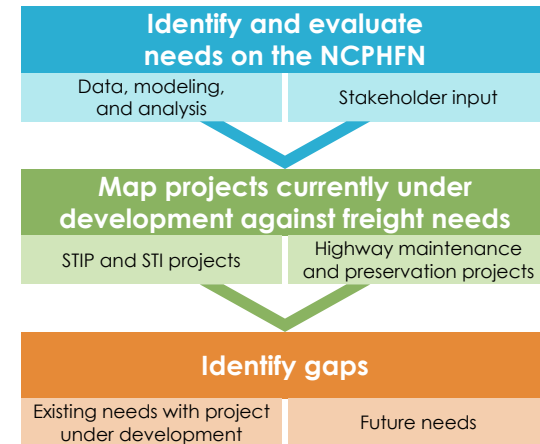 Identify and evaluate
needs on the NCPHFN
Data, modeling,
and analysis
Stakeholder input
Map projects currently under
development against freight needs
STIP and STI projects
Highway maintenance
and preservation projects
Identify gaps
Existing needs with project
under development
Future needs